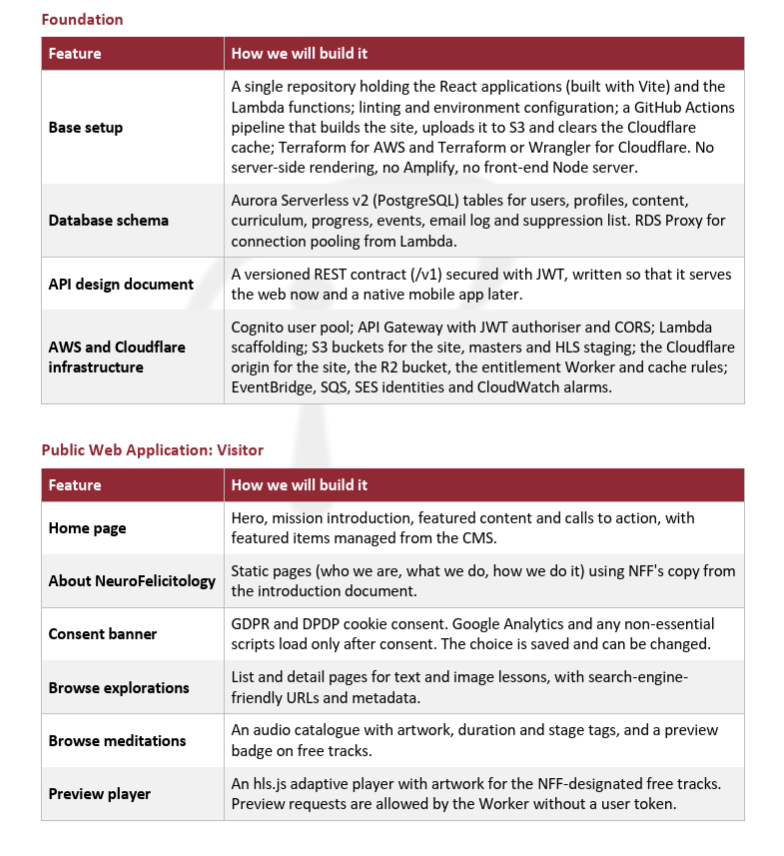 Foundation
Feature How we will build it
Base setup
A single repository holding the React applications (built with Vite) and the
Lambda functions; linting and environment configuration; a GitHub Actions
pipeline that builds the site, uploads it to S3 and clears the Cloudflare
cache; Terraform for AWS and Terraform or Wrangler for Cloudflare. No
server-side rendering, no Amplify, no front-end Node server.
Database schema
Aurora Serverless v2 (PostgreSQL) tables for users, profiles, content,
curriculum, progress, events, email log and suppression list. RDS Proxy for
connection pooling from Lambda.
API design document
A versioned REST contract (/v1) secured with JWT, written so that it serves
the web now and a native mobile app later.
AWS and Cloudflare
infrastructure
Cognito user pool; API Gateway with JWT authoriser and CORS; Lambda
scaffolding; S3 buckets for the site, masters and HLS staging; the Cloudflare
origin for the site, the R2 bucket, the entitlement Worker and cache rules;
EventBridge, SQS, SES identities and CloudWatch alarms.
Public Web Application: Visitor
Feature How we will build it
Home page
Hero, mission introduction, featured content and calls to action, with
featured items managed from the CMS.
About NeuroFelicitology
Static pages (who we are, what we do, how we do it) using NFF's copy from
the introduction document.
Consent banner
GDPR and DPDP cookie consent. Google Analytics and any non-essential
scripts load only after consent. The choice is saved and can be changed.
Browse explorations
List and detail pages for text and image lessons, with search-engine-
friendly URLs and metadata.
Browse meditations
An audio catalogue with artwork, duration and stage tags, and a preview
badge on free tracks.
Preview player
An hls.js adaptive player with artwork for the NFF-designated free tracks.
Preview requests are allowed by the Worker without a user token.